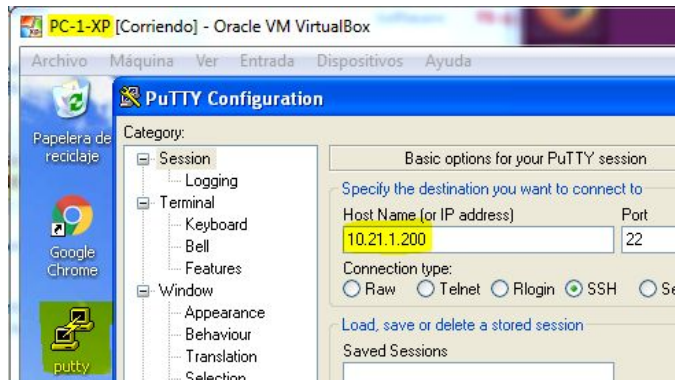 PC-1-XP [Corriendo] - Oracle VM VirtualBox
Archivo Máquina Ver Entrada Dispositivos Ayuda
Papelera de
reciclaje
Google
Chrome
putty
PuTTY Configuration
Category:
Session
Logging
Terminal
Keyboard
Bell
Features
Window
Appearance
Behaviour
Translation
Selection
Basic options for your PuTTY session
Specify the destination you want to connect to
Host Name (or IP address) Port
10.21.1.200 22
Connection type:
Raw Telnet Rlogin SSH Se
Load, save or delete a stored session
Saved Sessions